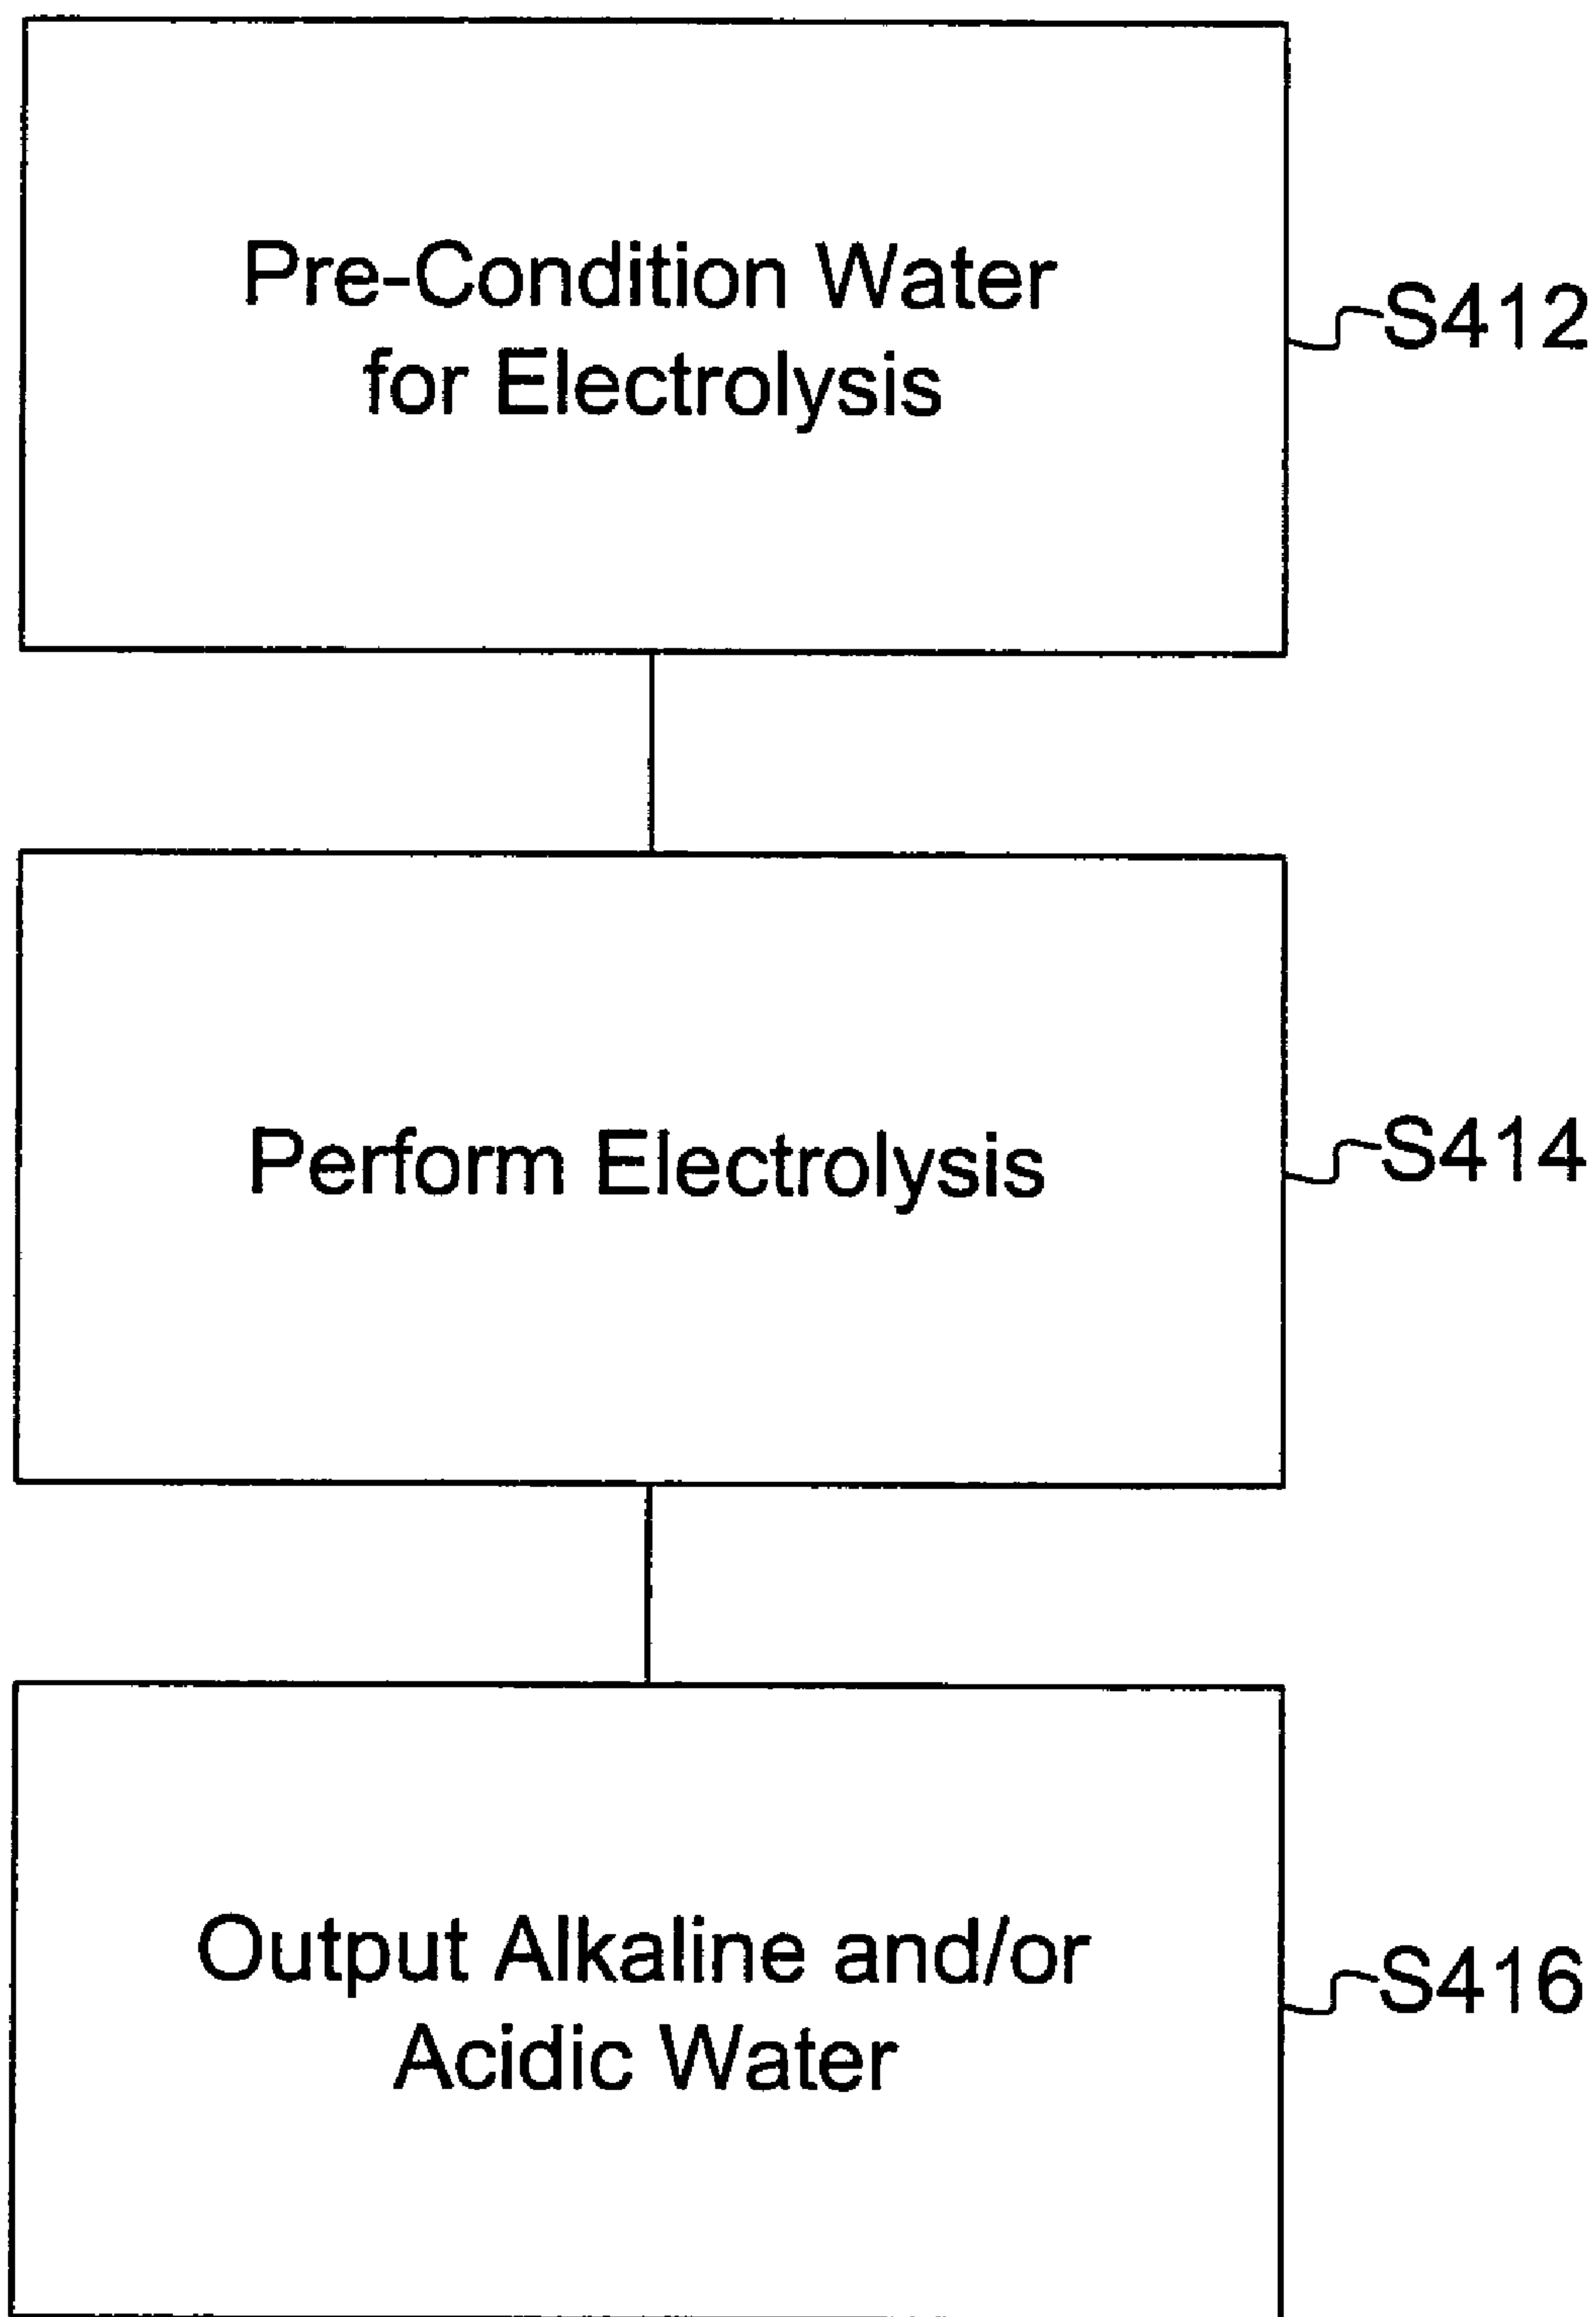 Pre-Condition Water
for Electrolysis
S412
Perform Electrolysis
S414
Output Alkaline and/or
Acidic Water
S416